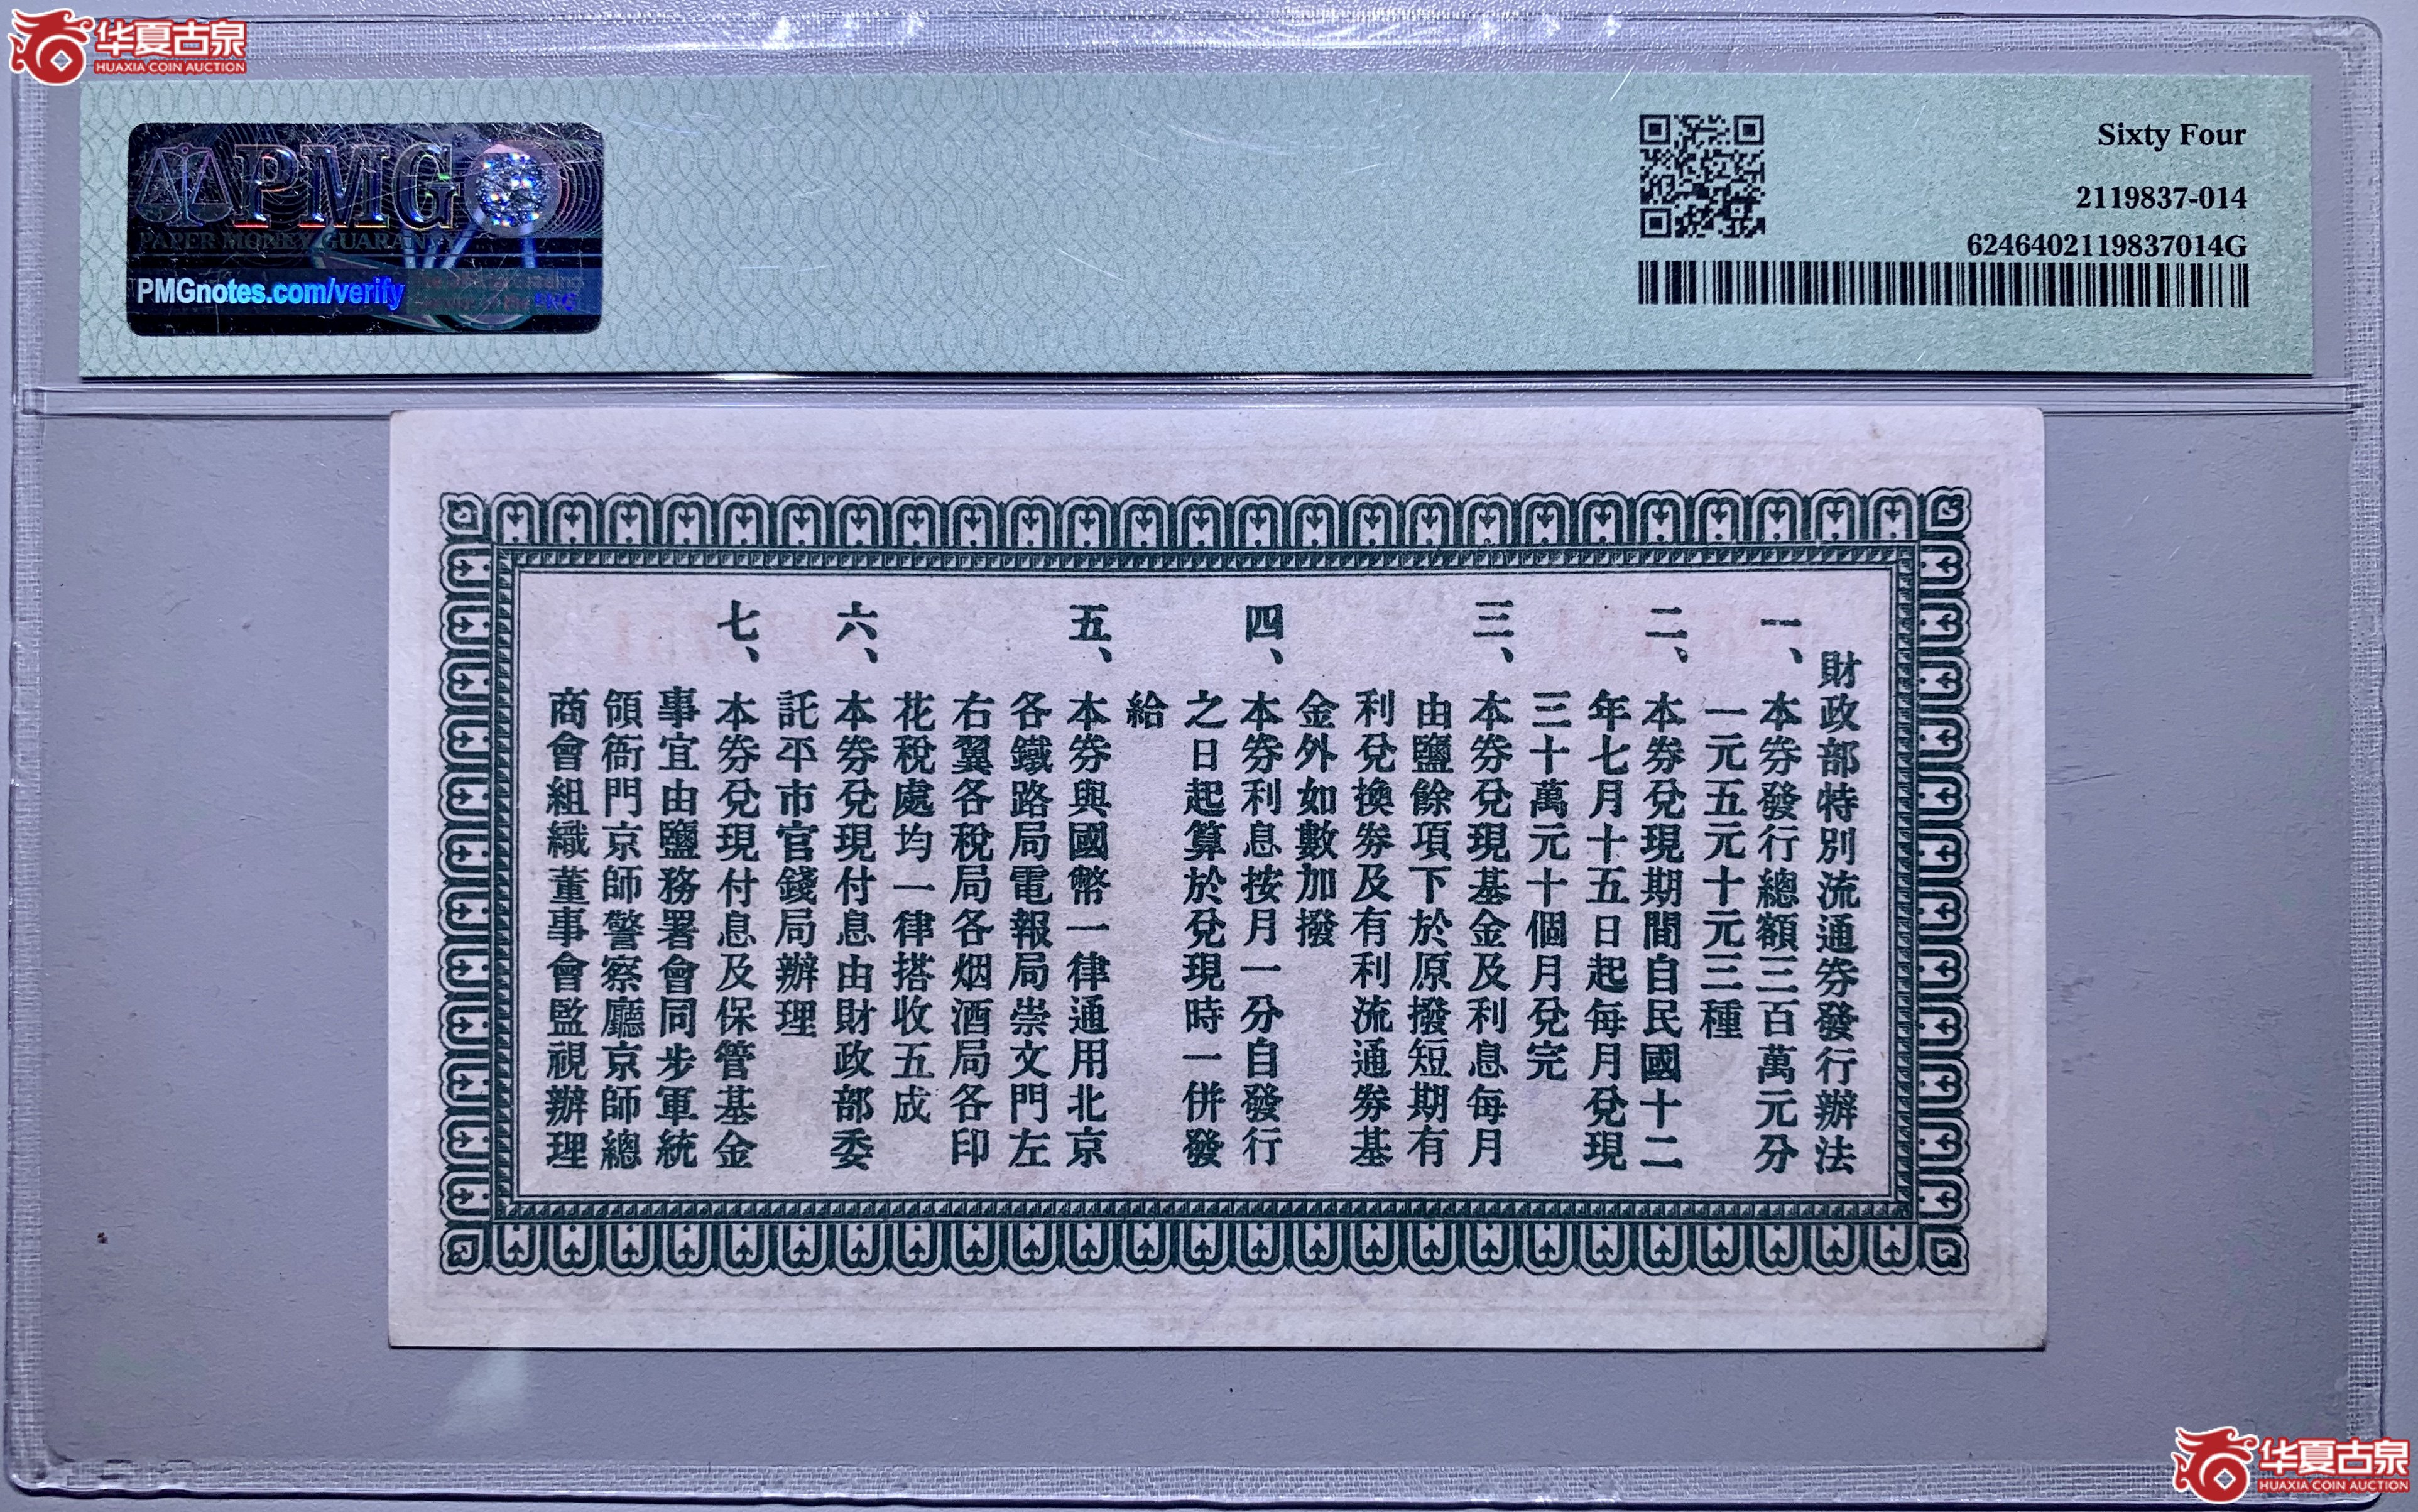 华夏古泉
HUAXIA COIN AUCTION
PMG
PAPER MONEY GUARANTY
PMGnotes.com/verify
Sixty Four
2119837-014
6246402119837014G
財政部特別流通券發行辦法
一、本券發行總額三百萬元分
一元五元十元三種
二、本券兌現期間自民國十二
年七月十五日起每月兌現
三十萬元十個月兌完
三、本券兌現基金及利息每月
由鹽餘項下於原撥短期有
利兌換券及有利流通券基
金外如數加撥
四、本券利息按月一分自發行
之日起算於兌現時一併發
給
五、本券與國幣一律通用北京
各鐵路局電報局崇文門左
右翼各稅局各烟酒局各印
花稅處均一律搭收五成
六、本券兌現付息由財政部委
託平市官錢局辦理
七、本券兌現付息及保管基金
事宜由鹽務署會同步軍統
領衙門京師警察廳京師總
商會組織董事會監視辦理
华夏古泉
HUAXIA COIN AUCTION